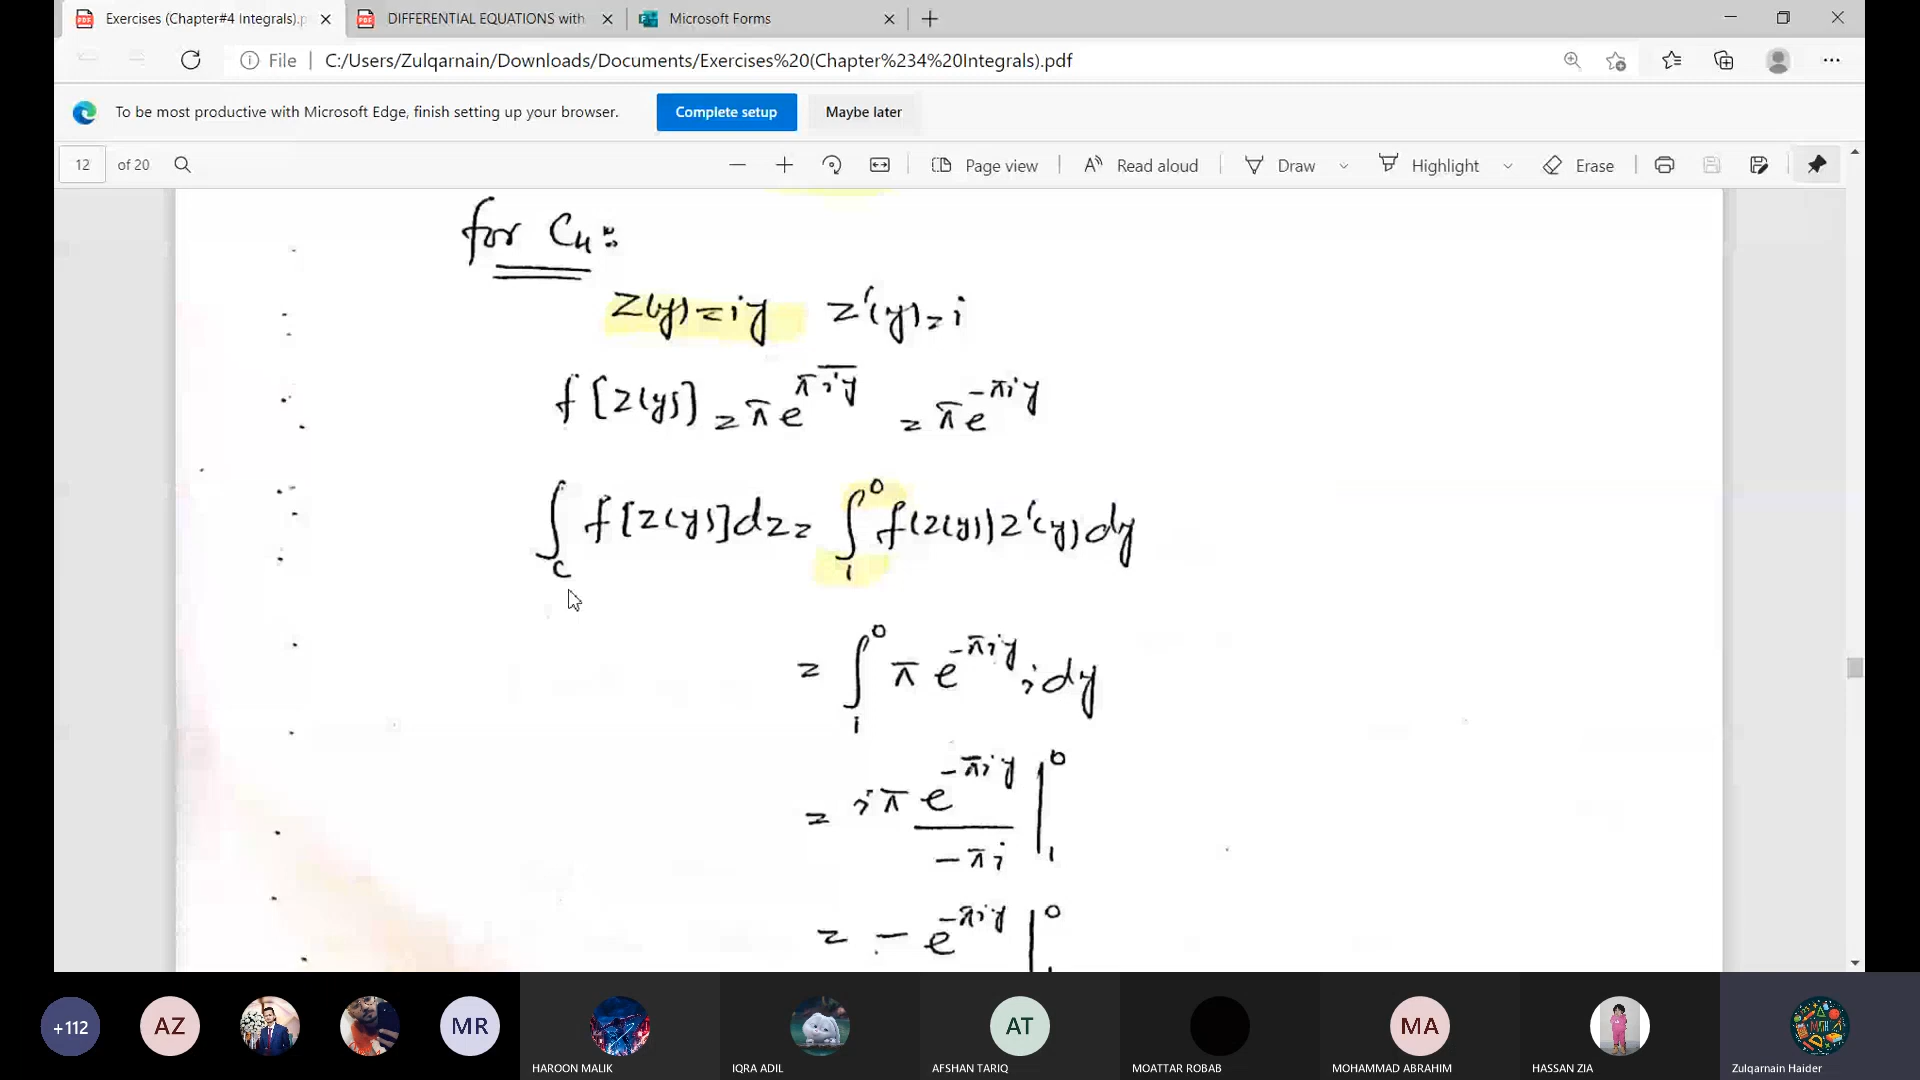 Exercises (Chapter#4 Integrals).p
DIFFERENTIAL EQUATIONS with
Microsoft Forms
File | C:/Users/Zulqarnain/Downloads/Documents/Exercises%20(Chapter%234%20Integrals).pdf
To be most productive with Microsoft Edge, finish setting up your browser.
Complete setup
Maybe later
12 of 20
Page view
Read aloud
Draw
Highlight
Erase
for C₄:
z(y) = iy z'(y) = i
f[z(y)] = π e^{π \overline{iy}} = π e^{-πiy}
∫_C f[z(y)] dz = ∫_1^0 f(z(y)) z'(y) dy
= ∫_1^0 π e^{-πiy} i dy
= iπ e^{-πiy} / -πi |_1^0
= - e^{-πiy} |_1^0
+112
AZ
MR
HAROON MALIK
IQRA ADIL
AT
AFSHAN TARIQ
MOATTAR ROBAB
MA
MOHAMMAD ABRAHIM
HASSAN ZIA
Zulqarnain Haider